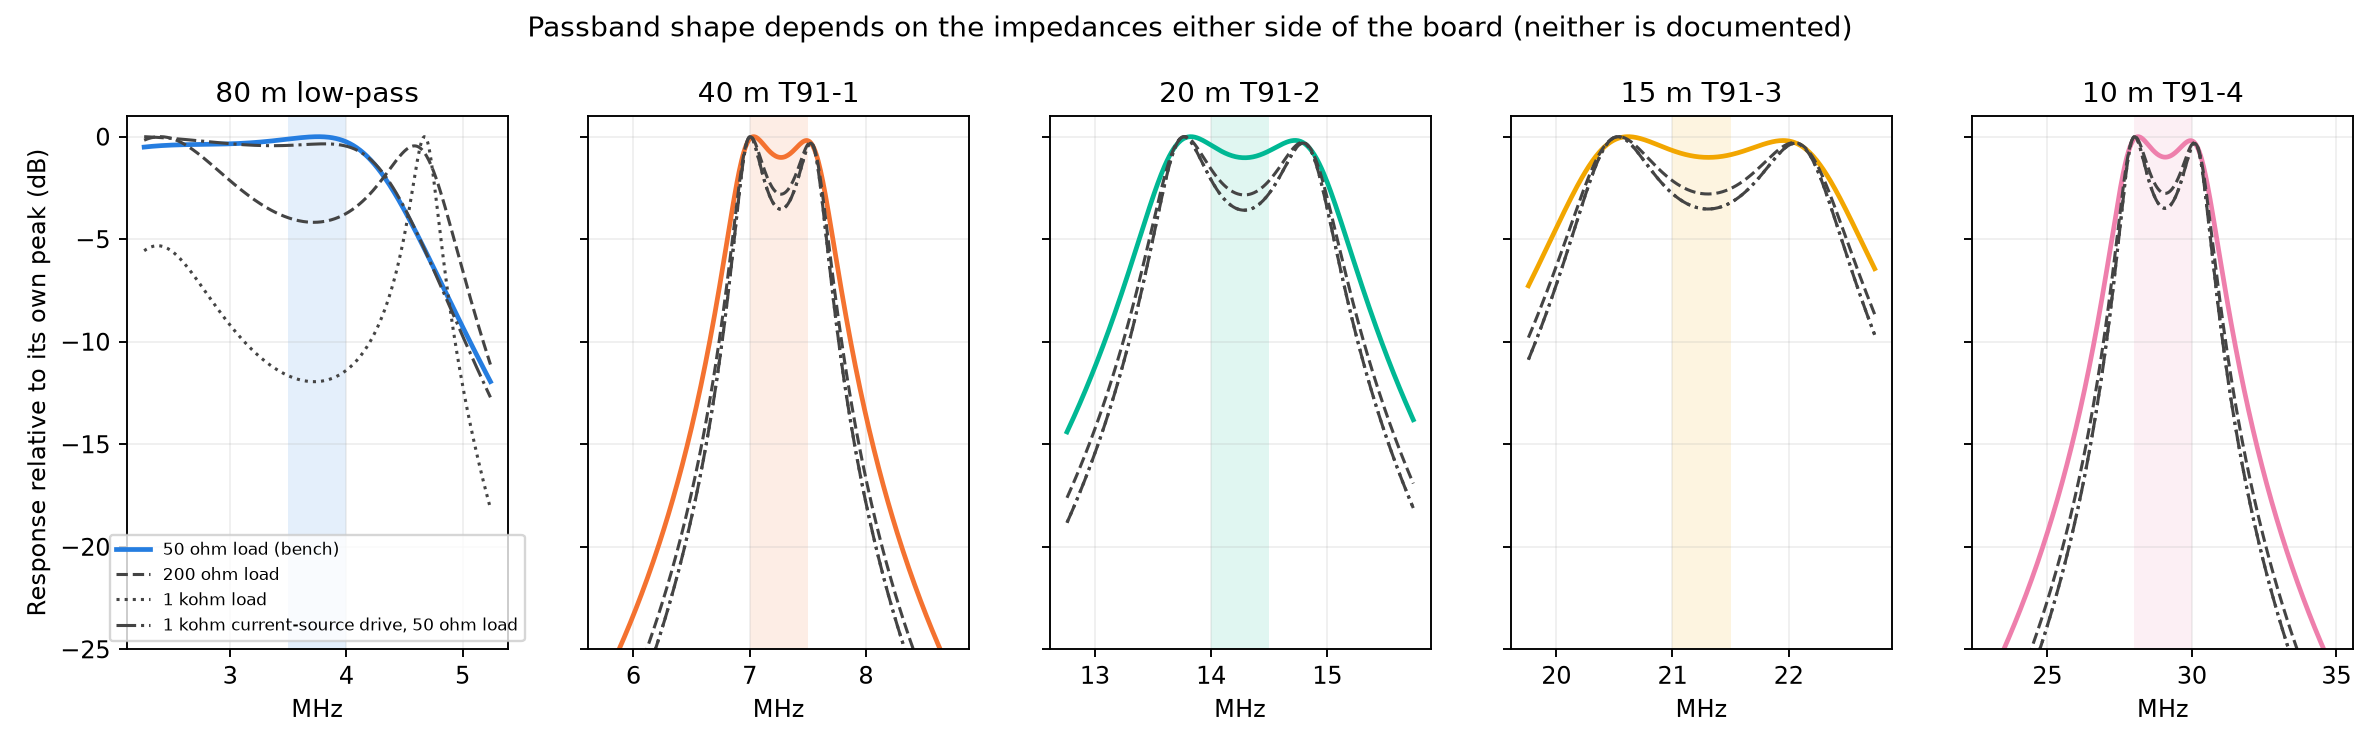 Passband shape depends on the impedances either side of the board (neither is documented)
80 m low-pass
40 m T91-1
20 m T91-2
15 m T91-3
10 m T91-4
Response relative to its own peak (dB)
0
−5
−10
−15
−20
−25
50 ohm load (bench)
200 ohm load
1 kohm load
1 kohm current-source drive, 50 ohm load
3 4 5
6 7 8
13 14 15
20 21 22
25 30 35
MHz
MHz
MHz
MHz
MHz